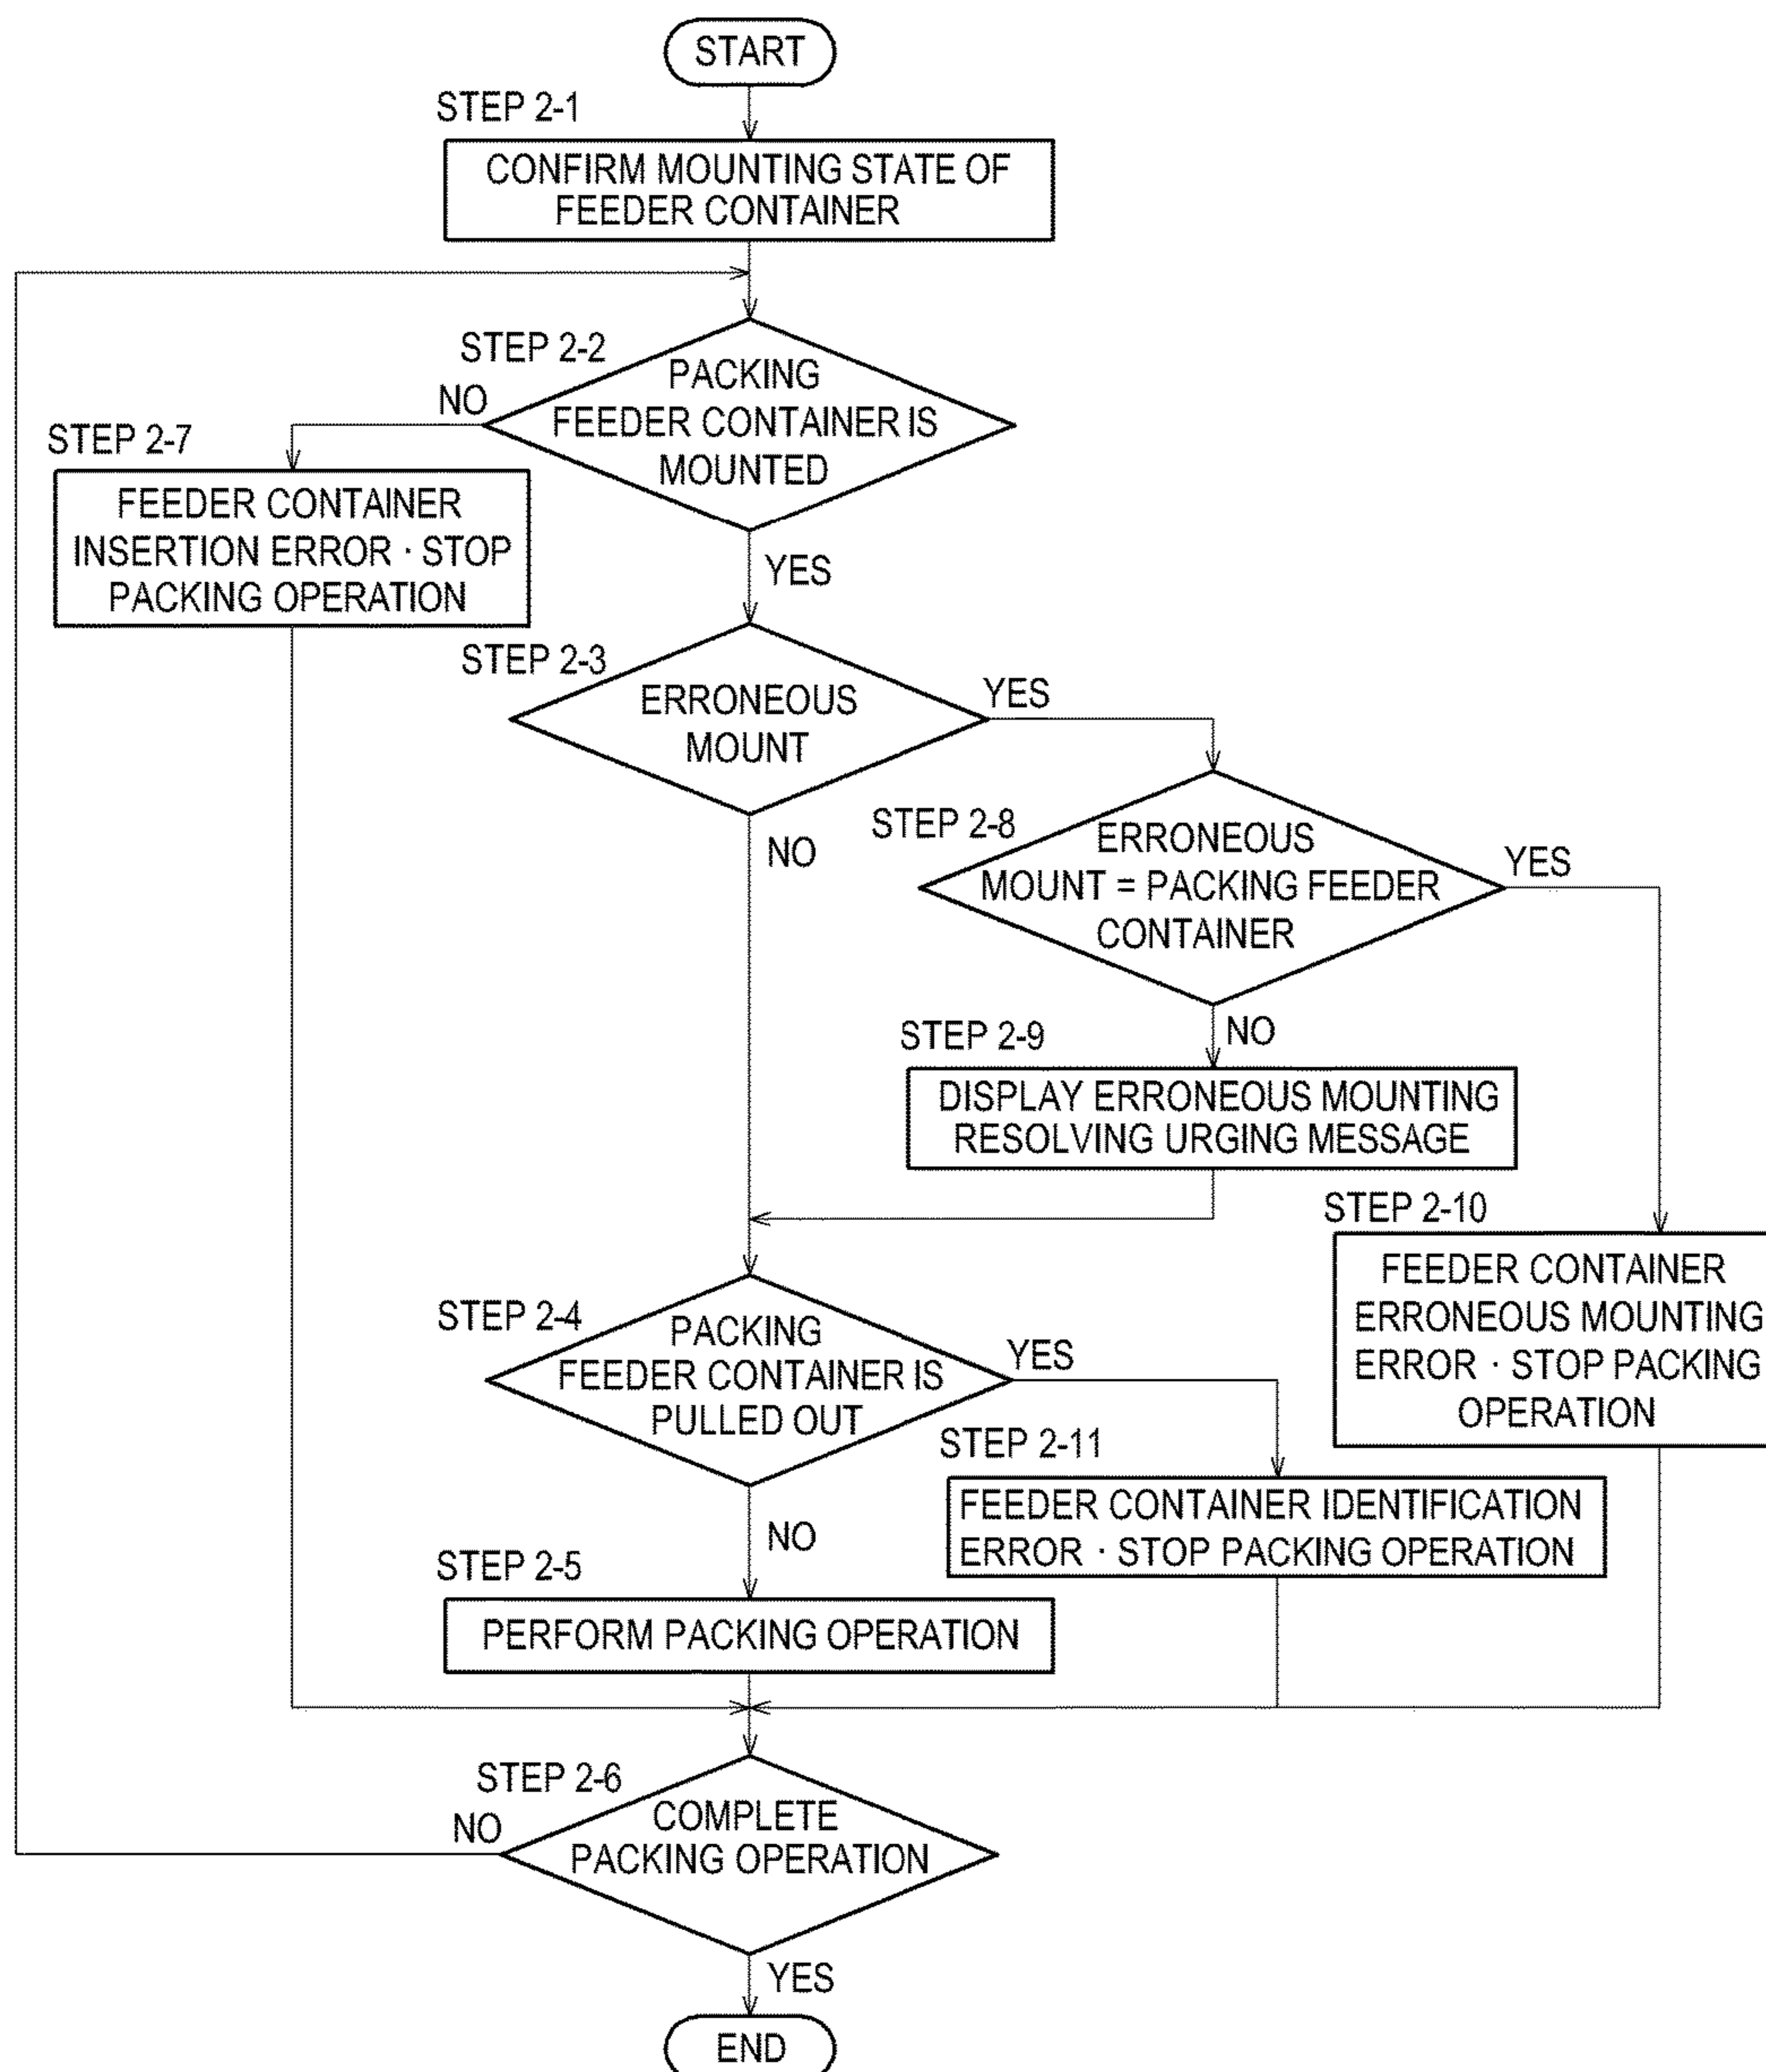 START
STEP 2-1
CONFIRM MOUNTING STATE OF
FEEDER CONTAINER
STEP 2-2
PACKING
FEEDER CONTAINER IS
MOUNTED
NO
YES
STEP 2-7
FEEDER CONTAINER
INSERTION ERROR · STOP
PACKING OPERATION
STEP 2-3
ERRONEOUS
MOUNT
YES
NO
STEP 2-8
ERRONEOUS
MOUNT = PACKING FEEDER
CONTAINER
YES
NO
STEP 2-9
DISPLAY ERRONEOUS MOUNTING
RESOLVING URGING MESSAGE
STEP 2-10
FEEDER CONTAINER
ERRONEOUS MOUNTING
ERROR · STOP PACKING
OPERATION
STEP 2-4
PACKING
FEEDER CONTAINER IS
PULLED OUT
YES
NO
STEP 2-11
FEEDER CONTAINER IDENTIFICATION
ERROR · STOP PACKING OPERATION
STEP 2-5
PERFORM PACKING OPERATION
STEP 2-6
COMPLETE
PACKING OPERATION
NO
YES
END